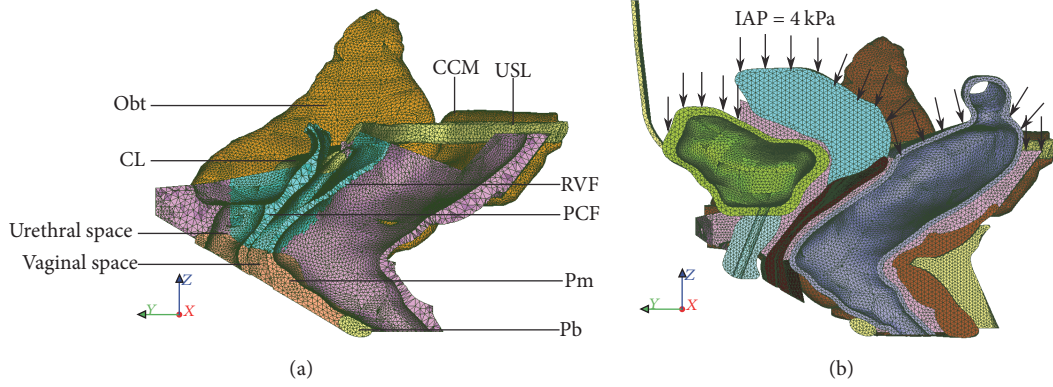 IAP = 4 kPa
CCM
USL
Obt
CL
RVF
PCF
Urethral space
Vaginal space
Pm
Pb
Z
Y
X
Z
Y
X
(a)
(b)